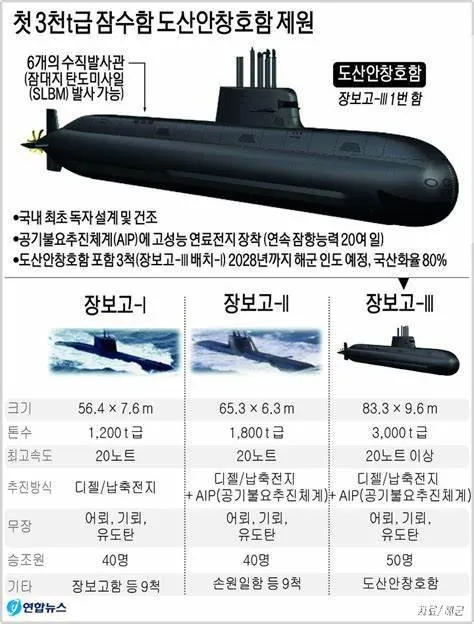 첫 3천t급 잠수함 도산안창호함 제원
6개의 수직발사관
(잠대지 탄도미사일
(SLBM) 발사 가능)
도산안창호함
장보고-III 1번 함
•국내 최초 독자 설계 및 건조
•공기불요추진체계(AIP)에 고성능 연료전지 장착 (연속 잠항능력 20여 일)
•도산안창호함 포함 3척(장보고-III 배치-I) 2028년까지 해군 인도 예정, 국산화율 80%
장보고-I 장보고-II 장보고-III
크기 56.4 × 7.6 m 65.3 × 6.3 m 83.3 × 9.6 m
톤수 1,200 t 급 1,800 t 급 3,000 t 급
최고속도 20노트 20노트 20노트 이상
추진방식 디젤/납축전지 디젤/납축전지 + AIP(공기불요추진체계) 디젤/납축전지 + AIP(공기불요추진체계)
무장 어뢰, 기뢰, 유도탄 어뢰, 기뢰, 유도탄 어뢰, 기뢰, 유도탄
승조원 40명 40명 50명
기타 장보고함 등 9척 손원일함 등 9척 도산안창호함
연합뉴스 자료/ 해군